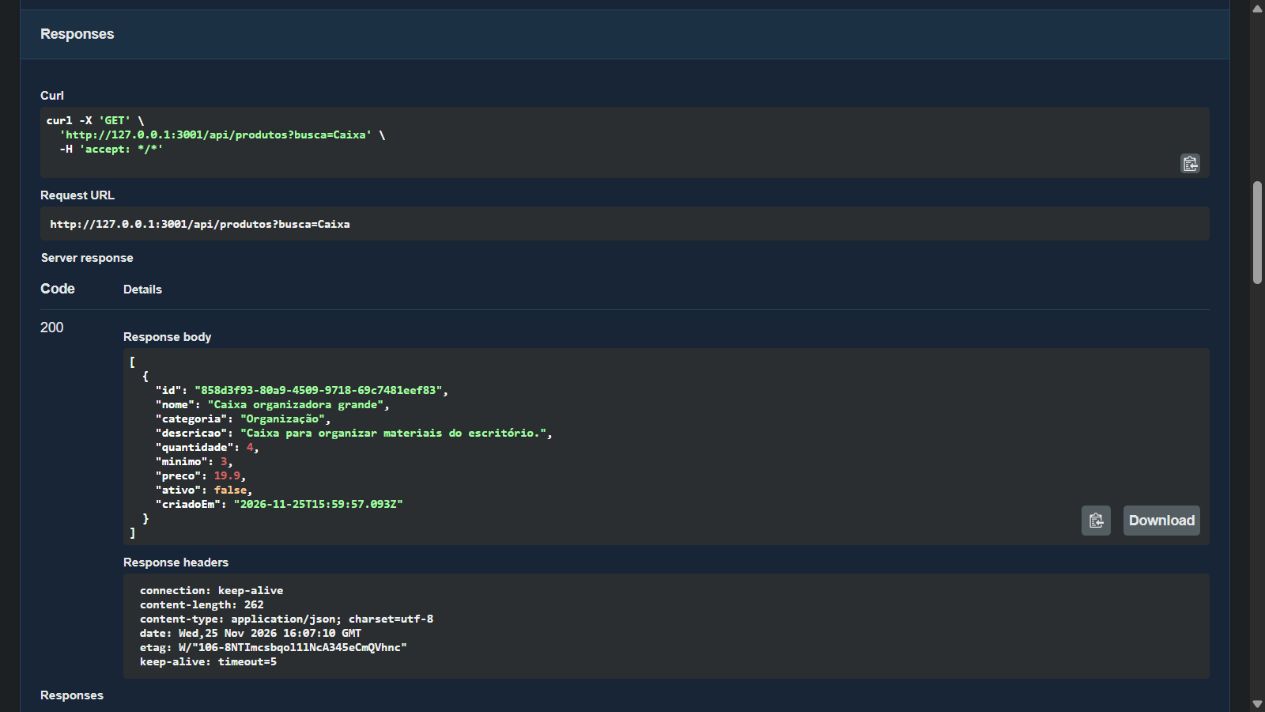 Responses
Curl
curl -X 'GET' \
  'http://127.0.0.1:3001/api/produtos?busca=Caixa' \
  -H 'accept: */*'
Request URL
http://127.0.0.1:3001/api/produtos?busca=Caixa
Server response
Code Details
200
Response body
[
  {
    "id": "858d3f93-80a9-4509-9718-69c7481eef83",
    "nome": "Caixa organizadora grande",
    "categoria": "Organização",
    "descricao": "Caixa para organizar materiais do escritório.",
    "quantidade": 4,
    "minimo": 3,
    "preco": 19.9,
    "ativo": false,
    "criadoEm": "2026-11-25T15:59:57.093Z"
  }
]
Download
Response headers
connection: keep-alive
content-length: 262
content-type: application/json; charset=utf-8
date: Wed,25 Nov 2026 16:07:10 GMT
etag: W/"106-8NTImcsbqol11NcA345eCmQVhnc"
keep-alive: timeout=5
Responses